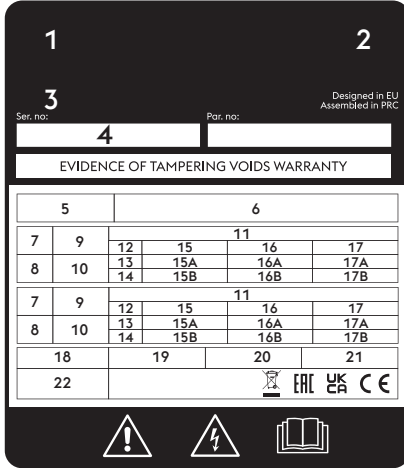 1 2
3
Designed in EU
Assembled in PRC
Ser. no: Par. no:
4
EVIDENCE OF TAMPERING VOIDS WARRANTY
5 6
7 9 11
12 15 16 17
8 10 13 15A 16A 17A
14 15B 16B 17B
7 9 11
12 15 16 17
8 10 13 15A 16A 17A
14 15B 16B 17B
18 19 20 21
22 EAC UK CA CE